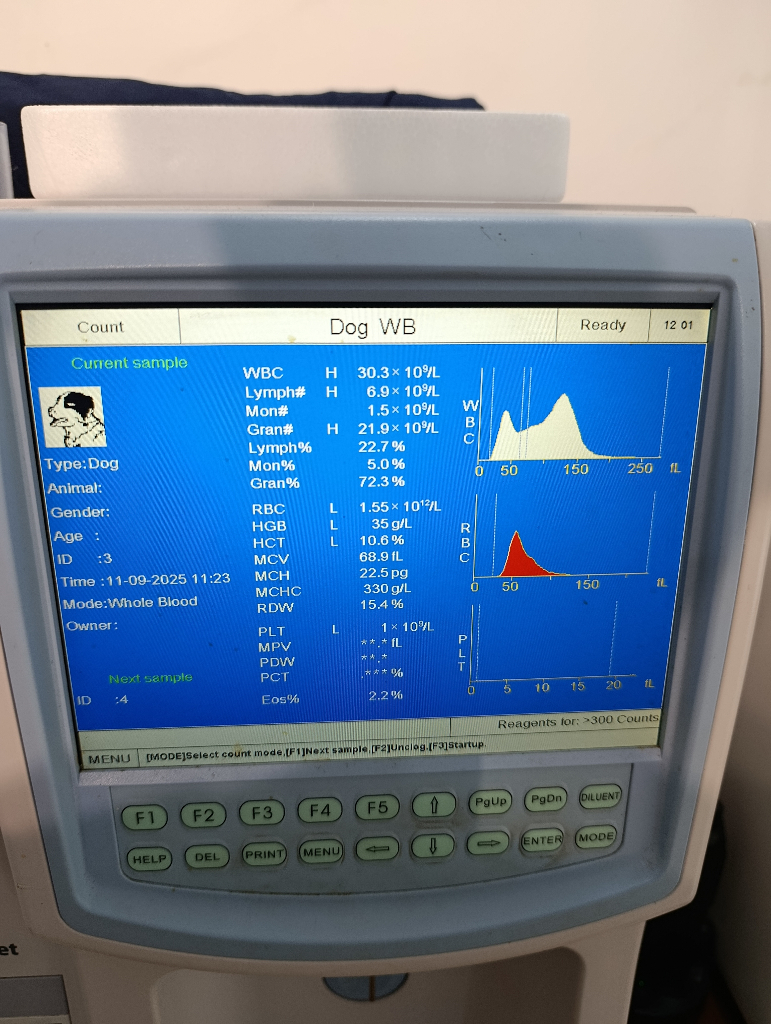 Count Dog WB Ready 12 01
Current sample
Type:Dog
Animal:
Gender:
Age :
ID :3
Time :11-09-2025 11:23
Mode:Whole Blood
Owner:
Next sample
ID :4
WBC H 30.3 × 10⁹/L
Lymph# H 6.9 × 10⁹/L
Mon# 1.5 × 10⁹/L
Gran# H 21.9 × 10⁹/L
Lymph% 22.7 %
Mon% 5.0 %
Gran% 72.3 %
RBC L 1.55 × 10¹²/L
HGB L 35 g/L
HCT L 10.6 %
MCV 68.9 fL
MCH 22.5 pg
MCHC 330 g/L
RDW 15.4 %
PLT L 1 × 10⁹/L
MPV **.* fL
PDW **.*
PCT .*** %
Eos% 2.2 %
WBC
0 50 150 250 fL
RBC
0 50 150 fL
PLT
0 5 10 15 20 fL
Reagents for: >300 Counts
MENU [MODE]Select count mode,[F1]Next sample,[F2]Unclog,[F3]Startup.
F1 F2 F3 F4 F5 ⇧ PgUp PgDn DILUENT
HELP DEL PRINT MENU ⇦ ⇩ ⇨ ENTER MODE
et